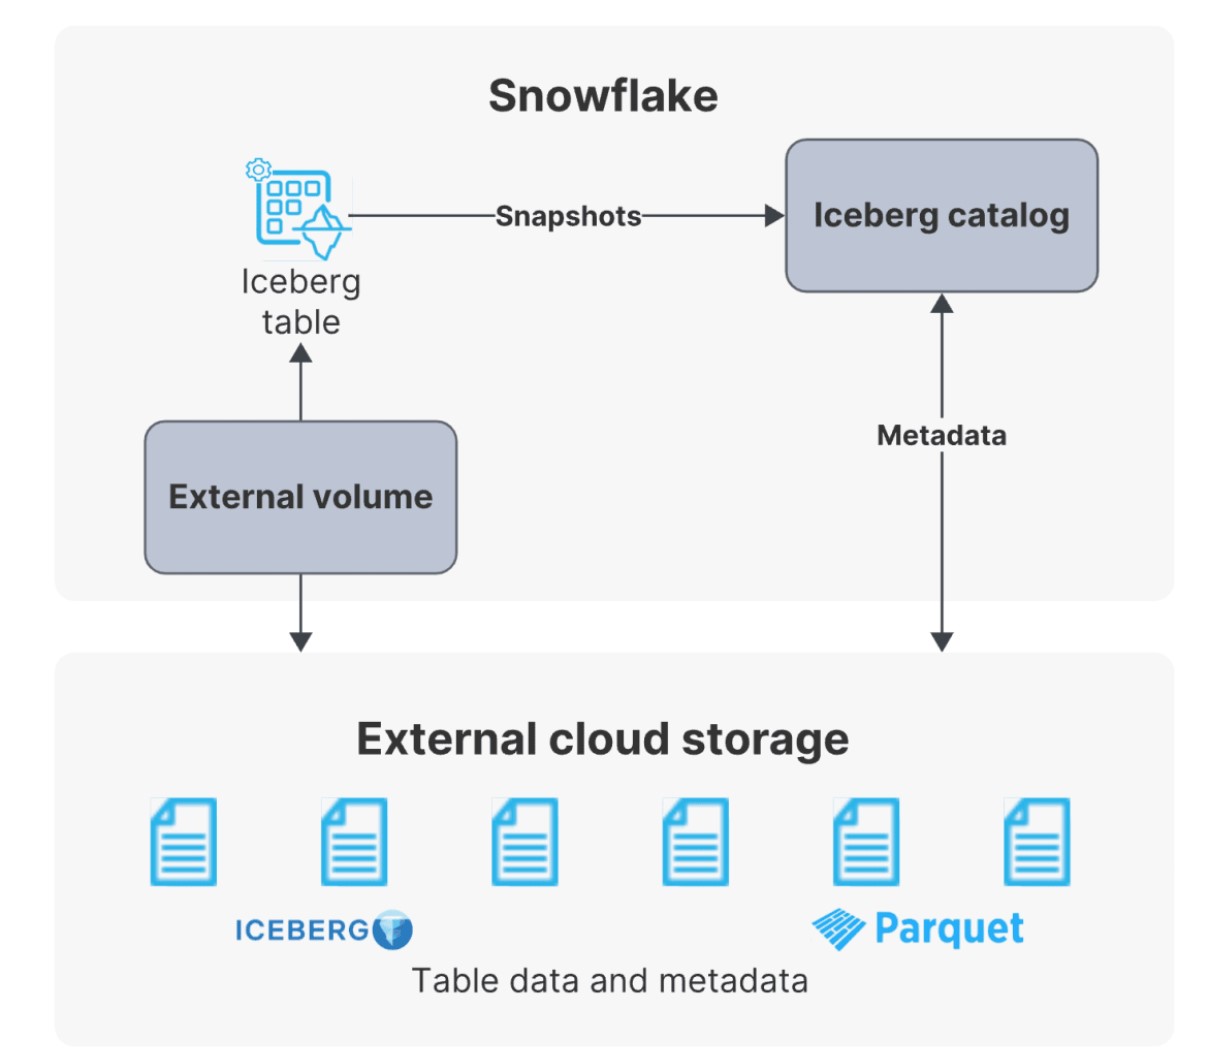 Snowflake
Snapshots
Iceberg catalog
Iceberg
table
Metadata
External volume
External cloud storage
ICEBERG
Parquet
Table data and metadata